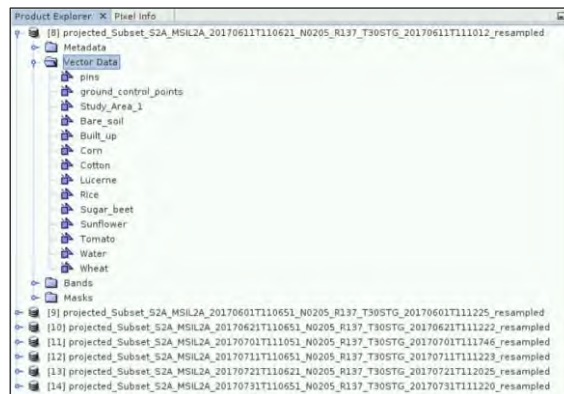 Product Explorer × Pixel Info
[8] projected_Subset_S2A_MSIL2A_20170611T110621_N0205_R137_T30STG_20170611T111012_resampled
Metadata
Vector Data
pins
ground_control_points
Study_Area_1
Bare_soil
Built_up
Corn
Cotton
Lucerne
Rice
Sugar_beet
Sunflower
Tomato
Water
Wheat
Bands
Masks
[9] projected_Subset_S2A_MSIL2A_20170601T110651_N0205_R137_T30STG_20170601T111225_resampled
[10] projected_Subset_S2A_MSIL2A_20170621T110651_N0205_R137_T30STG_20170621T111222_resampled
[11] projected_Subset_S2A_MSIL2A_20170701T111051_N0205_R137_T30STG_20170701T111746_resampled
[12] projected_Subset_S2A_MSIL2A_20170711T110651_N0205_R137_T30STG_20170711T111223_resampled
[13] projected_Subset_S2A_MSIL2A_20170721T110621_N0205_R137_T30STG_20170721T112025_resampled
[14] projected_Subset_S2A_MSIL2A_20170731T110651_N0205_R137_T30STG_20170731T111220_resampled